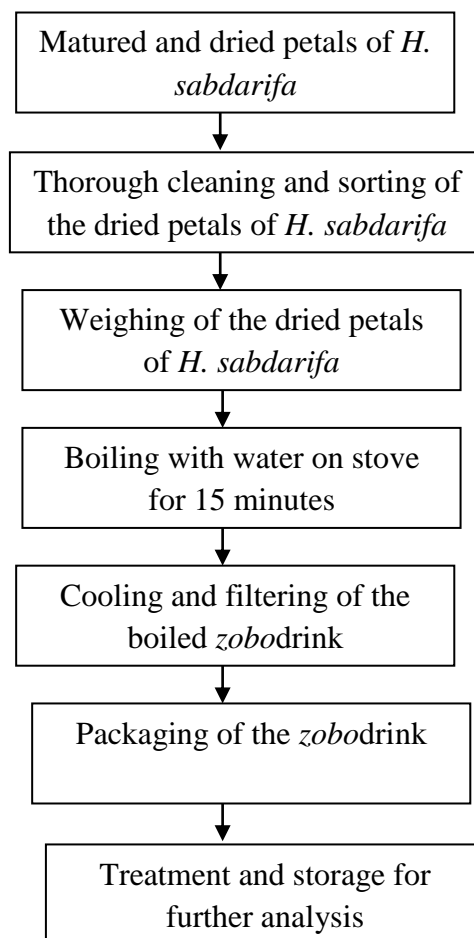 Matured and dried petals of H.
sabdarifa
Thorough cleaning and sorting of
the dried petals of H. sabdarifa
Weighing of the dried petals
of H. sabdarifa
Boiling with water on stove
for 15 minutes
Cooling and filtering of the
boiled zobodrink
Packaging of the zobodrink
Treatment and storage for
further analysis